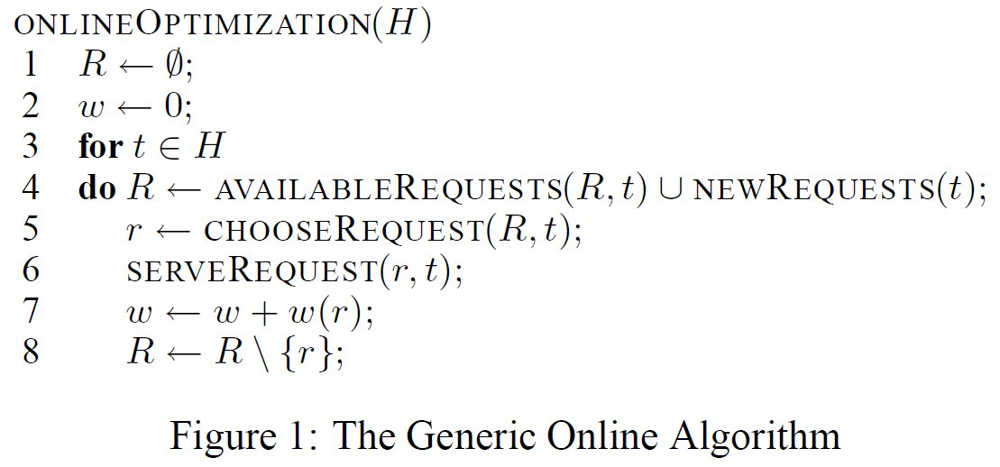 ONLINEOPTIMIZATION(H)
1 R ← ∅;
2 w ← 0;
3 for t ∈ H
4 do R ← AVAILABLEREQUESTS(R, t) ∪ NEWREQUESTS(t);
5 r ← CHOOSEREQUEST(R, t);
6 SERVEREQUEST(r, t);
7 w ← w + w(r);
8 R ← R \ {r};
Figure 1: The Generic Online Algorithm